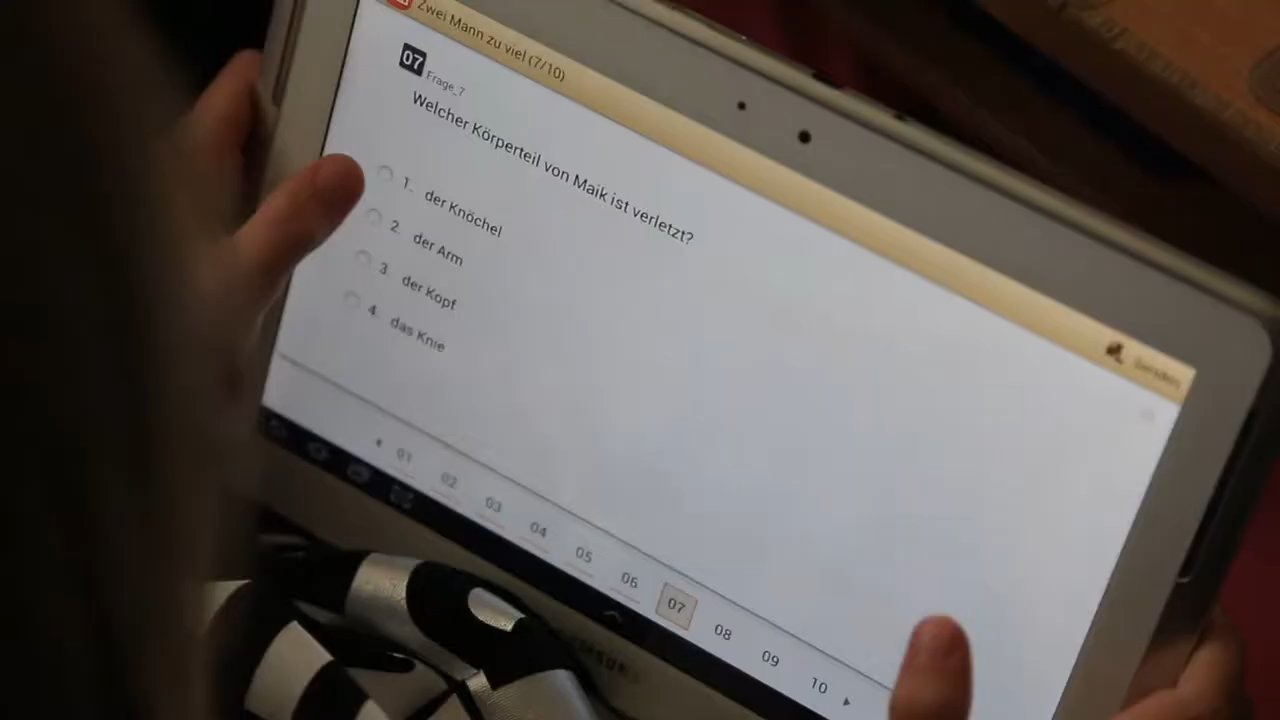 Zwei Mann zu viel (7/10)
07 Frage_7
Welcher Körperteil von Maik ist verletzt?
1. der Knöchel
2. der Arm
3. der Kopf
4. das Knie
Senden
01 02 03 04 05 06 07 08 09 10